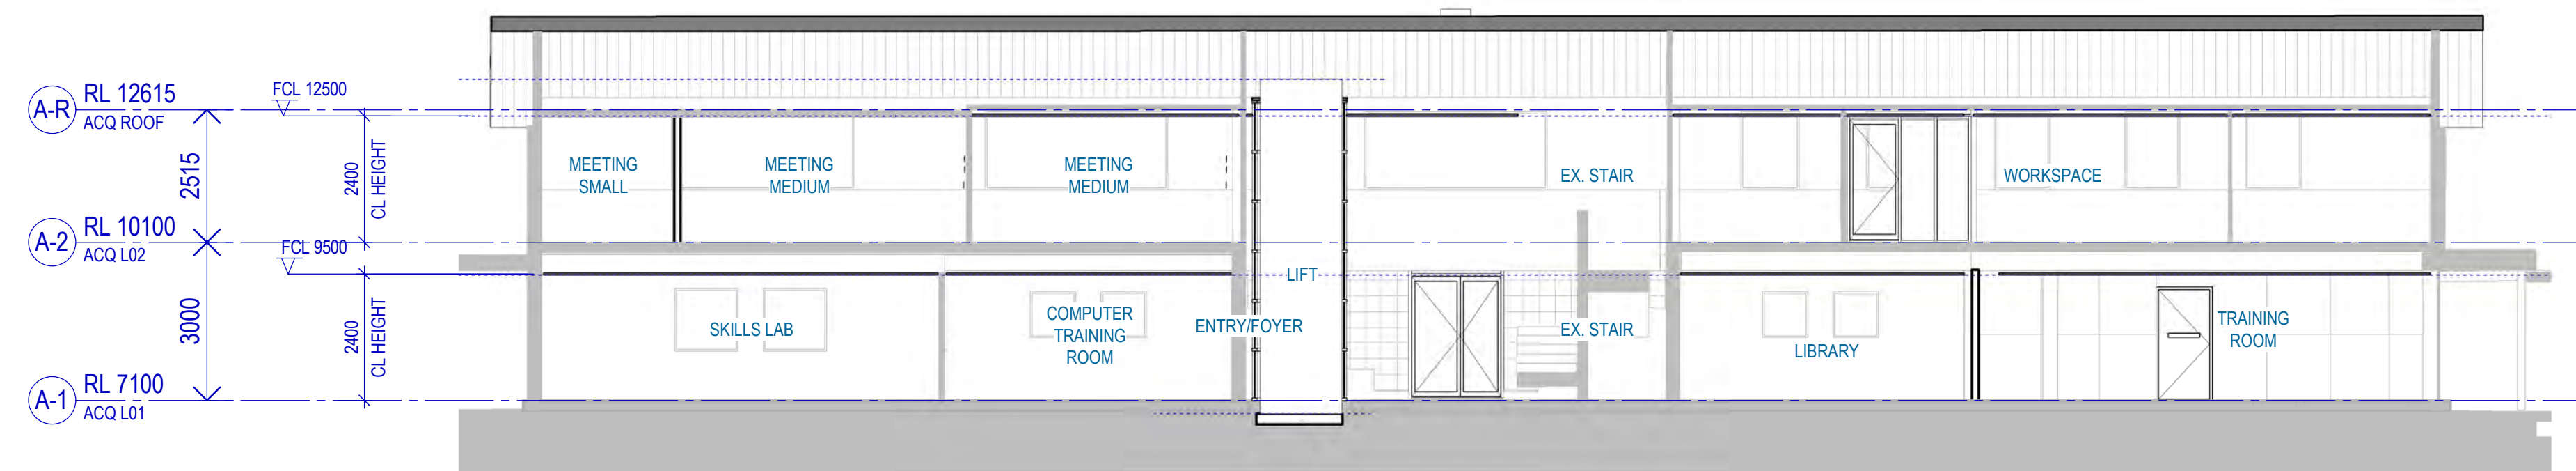 A-R RL 12615
ACQ ROOF
FCL 12500
2515
2400
CL HEIGHT
MEETING
SMALL
MEETING
MEDIUM
MEETING
MEDIUM
EX. STAIR
WORKSPACE
A-2 RL 10100
ACQ L02
FCL 9500
3000
2400
CL HEIGHT
LIFT
SKILLS LAB
COMPUTER
TRAINING
ROOM
ENTRY/FOYER
EX. STAIR
LIBRARY
TRAINING
ROOM
A-1 RL 7100
ACQ L01